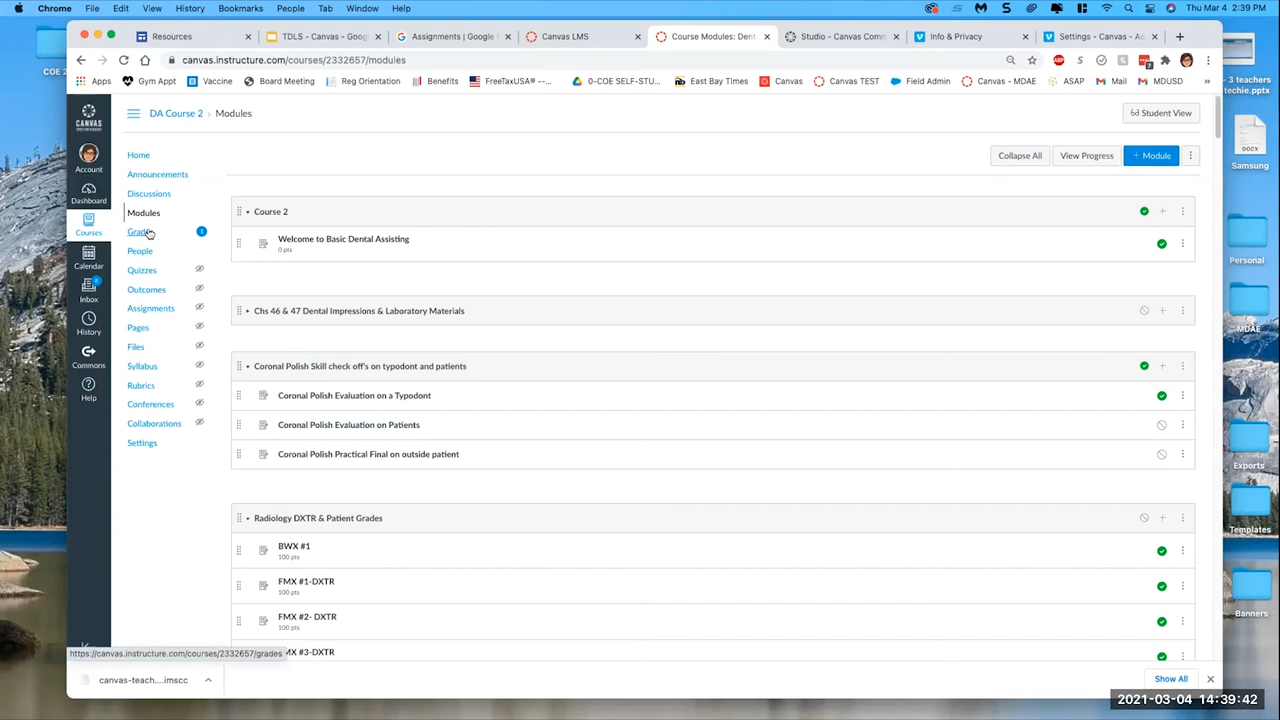 Chrome File Edit View History Bookmarks People Tab Window Help Thu Mar 4 2:39 PM
Resources TDLS - Canvas - Goog Assignments | Google Canvas LMS Course Modules: Dent. Studio - Canvas Com Info & Privacy Settings - Canvas - Ac
canvas.instructure.com/courses/2332657/modules
Apps Gym Appt Vaccine Board Meeting Reg Orientation Benefits FreeTaxUSA® --... 0-COE SELF-STU... East Bay TImes Canvas Canvas TEST Field Admin Canvas - MDAE ASAP Mail MDUSD
COE 2
3 teachers
techie.pptx
CANVAS
DA Course 2 › Modules
Student View
Account
Dashboard
Courses
Calendar
Inbox
History
Commons
Help
Home
Announcements
Discussions
Modules
Grades 1
People
Quizzes
Outcomes
Assignments
Pages
Files
Syllabus
Rubrics
Conferences
Collaborations
Settings
Collapse All View Progress + Module
Course 2
Welcome to Basic Dental Assisting
0 pts
Chs 46 & 47 Dental Impressions & Laboratory Materials
Coronal Polish Skill check off's on typodont and patients
Coronal Polish Evaluation on a Typodont
Coronal Polish Evaluation on Patients
Coronal Polish Practical Final on outside patient
Radiology DXTR & Patient Grades
BWX #1
100 pts
FMX #1-DXTR
100 pts
FMX #2- DXTR
100 pts
MX #3-DXTR
DOCX
Samsung
Personal
MDAE
Exports
Templates
Banners
https://canvas.instructure.com/courses/2332657/grades
canvas-teach....imscc
Show All
2021-03-04 14:39:42